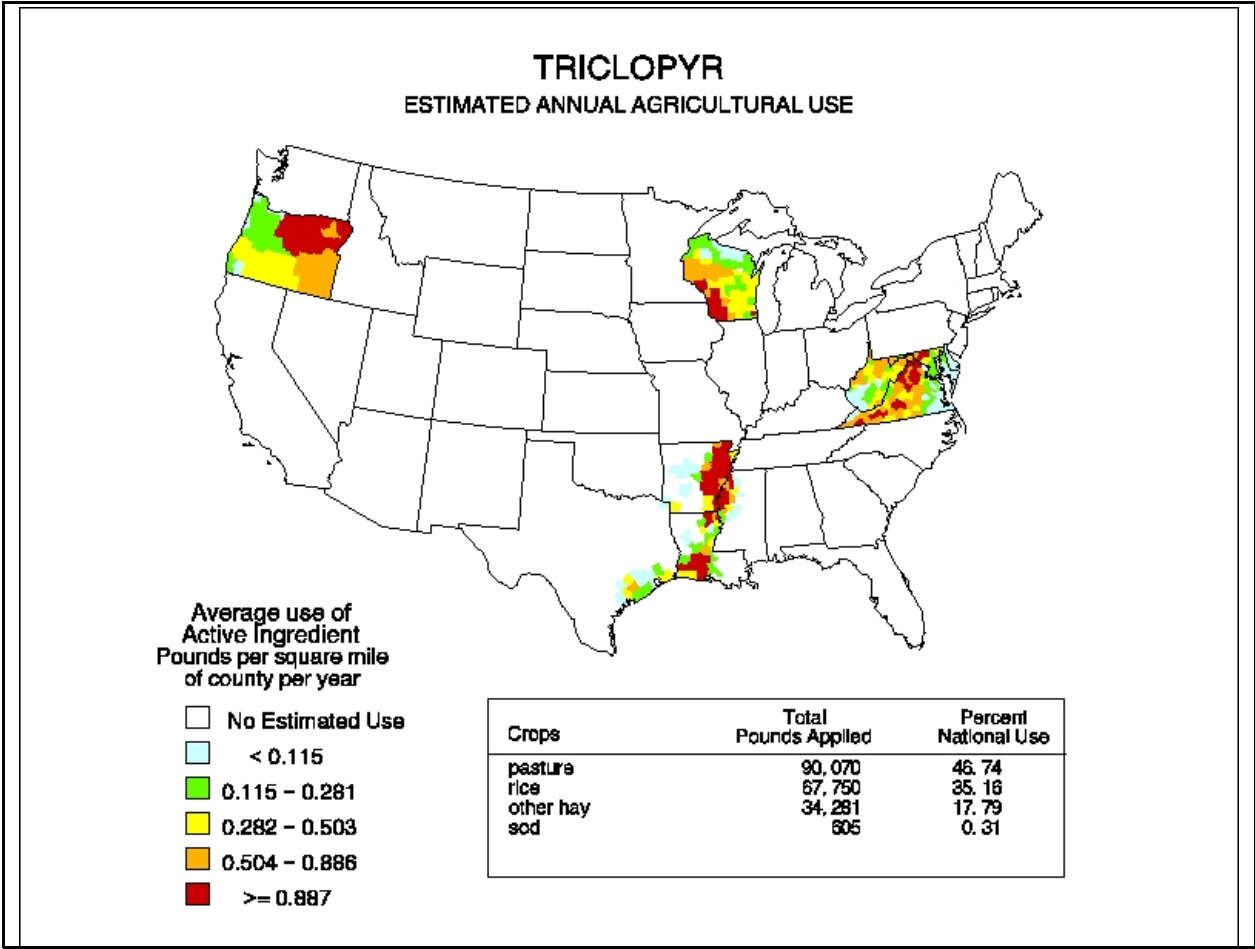 TRICLOPYR
ESTIMATED ANNUAL AGRICULTURAL USE
Average use of
Active Ingredient
Pounds per square mile
of county per year
No Estimated Use
< 0.115
0.115 – 0.281
0.282 – 0.503
0.504 – 0.886
>= 0.887
Crops Total Pounds Applied Percent National Use
pasture 90,070 46.74
rice 67,750 35.16
other hay 34,281 17.79
sod 605 0.31